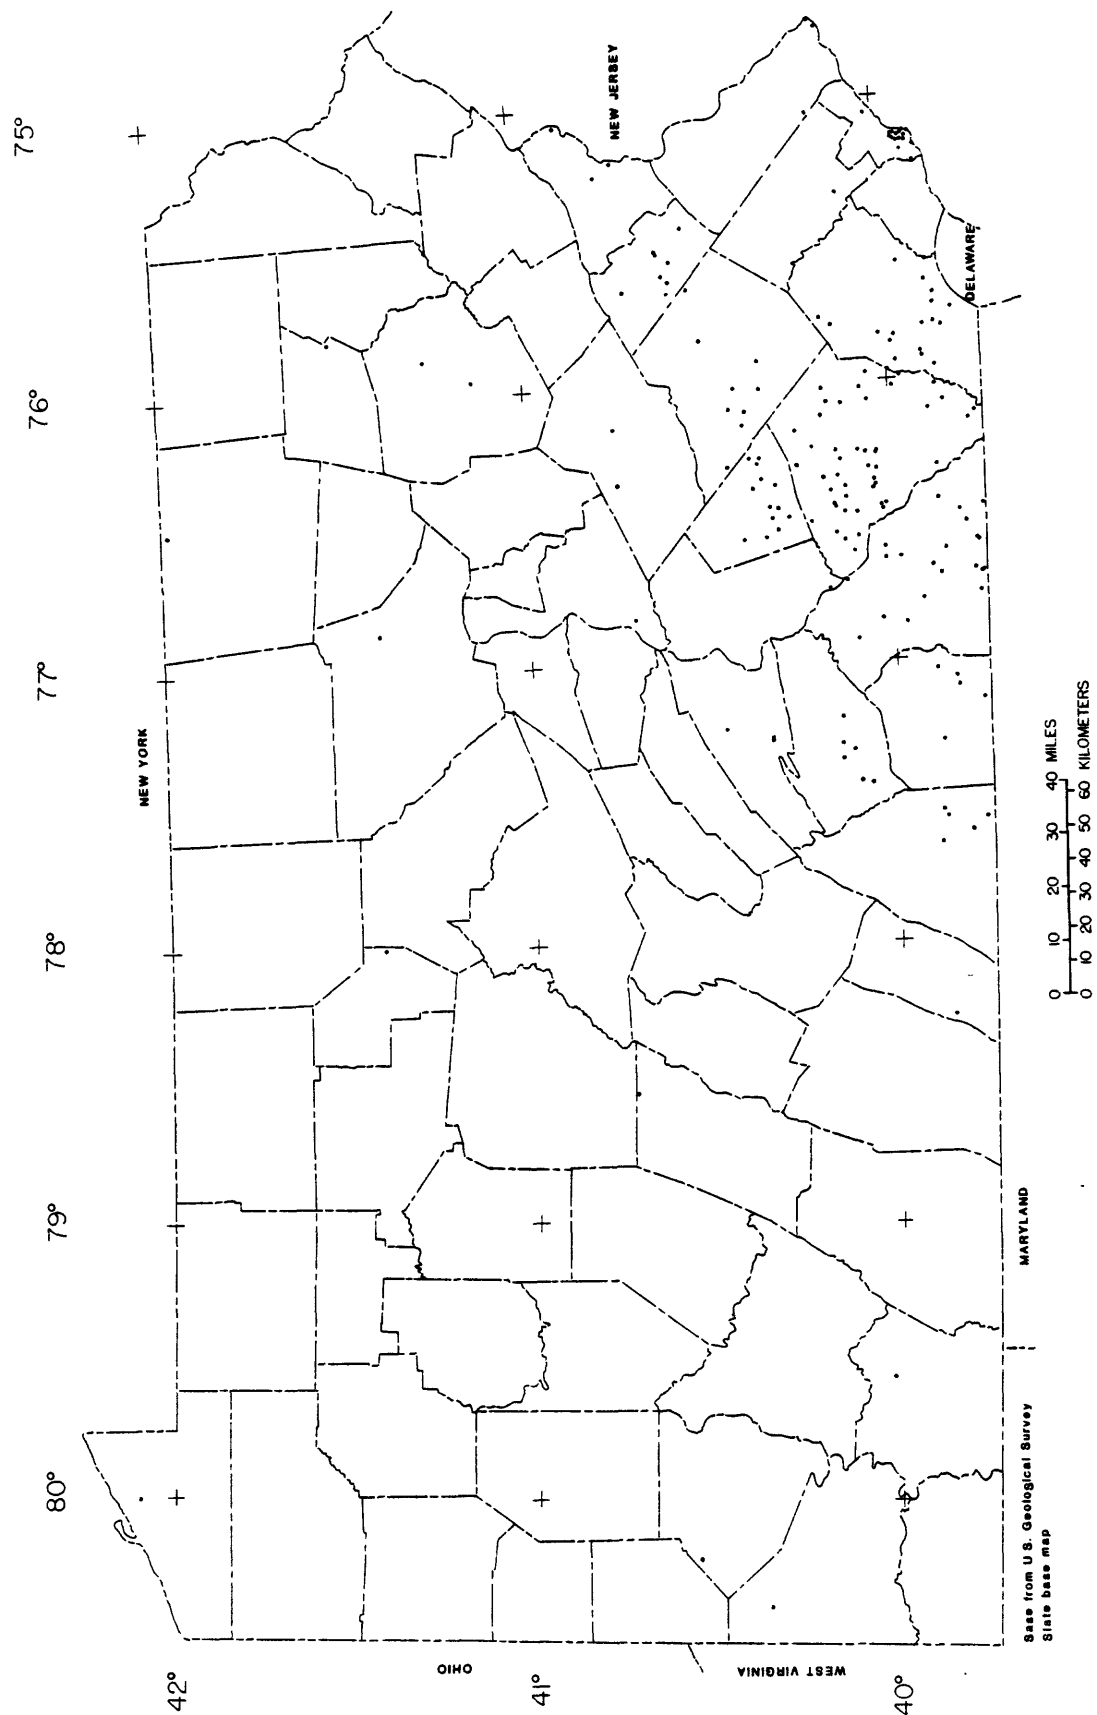 80°
79°
78°
77°
76°
75°
42°
41°
40°
NEW YORK
NEW JERSEY
OHIO
WEST VIRGINIA
MARYLAND
DELAWARE
Base from U.S. Geological Survey
State base map
0 10 20 30 40 MILES
0 10 20 30 40 50 60 KILOMETERS